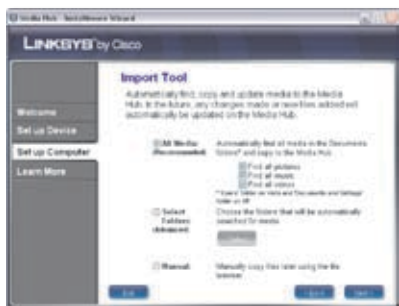 Media Hub - InstallShield Wizard
LINKSYS by Cisco
Import Tool
Automatically find, copy and update media to the Media
Hub. In the future, any changes made or new files added will
automatically be updated on the Media Hub.
Welcome
Set up Device
Set up Computer
Learn More
All Media
(Recommended)
Automatically find all media in the Documents
folders* and copy to the Media Hub
Find all pictures
Find all music
Find all videos
Select
Folders
(Advanced)
Choose the folders that will be automatically
searched for media
Manual
Manually copy files later using the file
browser
Exit